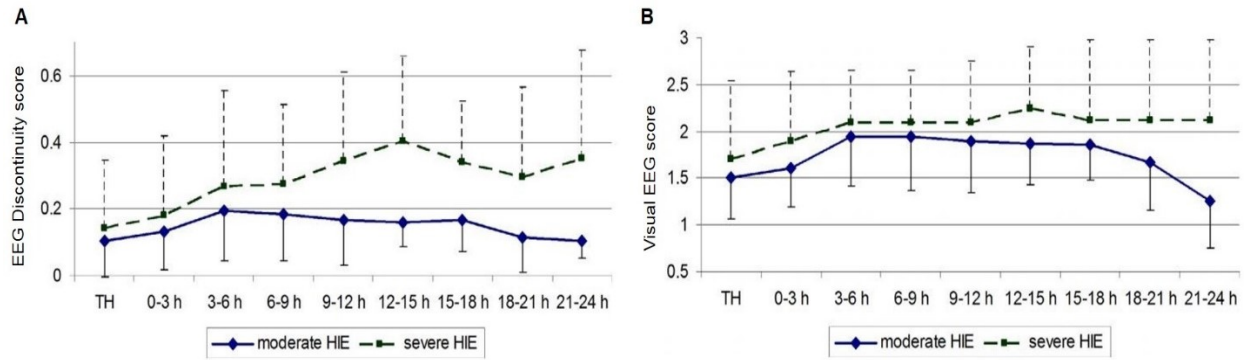 A
EEG Discontinuity score
0.6
0.4
0.2
0
TH 0-3 h 3-6 h 6-9 h 9-12 h 12-15 h 15-18 h 18-21 h 21-24 h
moderate HIE severe HIE
B
Visual EEG score
3
2.5
2
1.5
1
0.5
TH 0-3 h 3-6 h 6-9 h 9-12 h 12-15 h 15-18 h 18-21 h 21-24 h
moderate HIE severe HIE